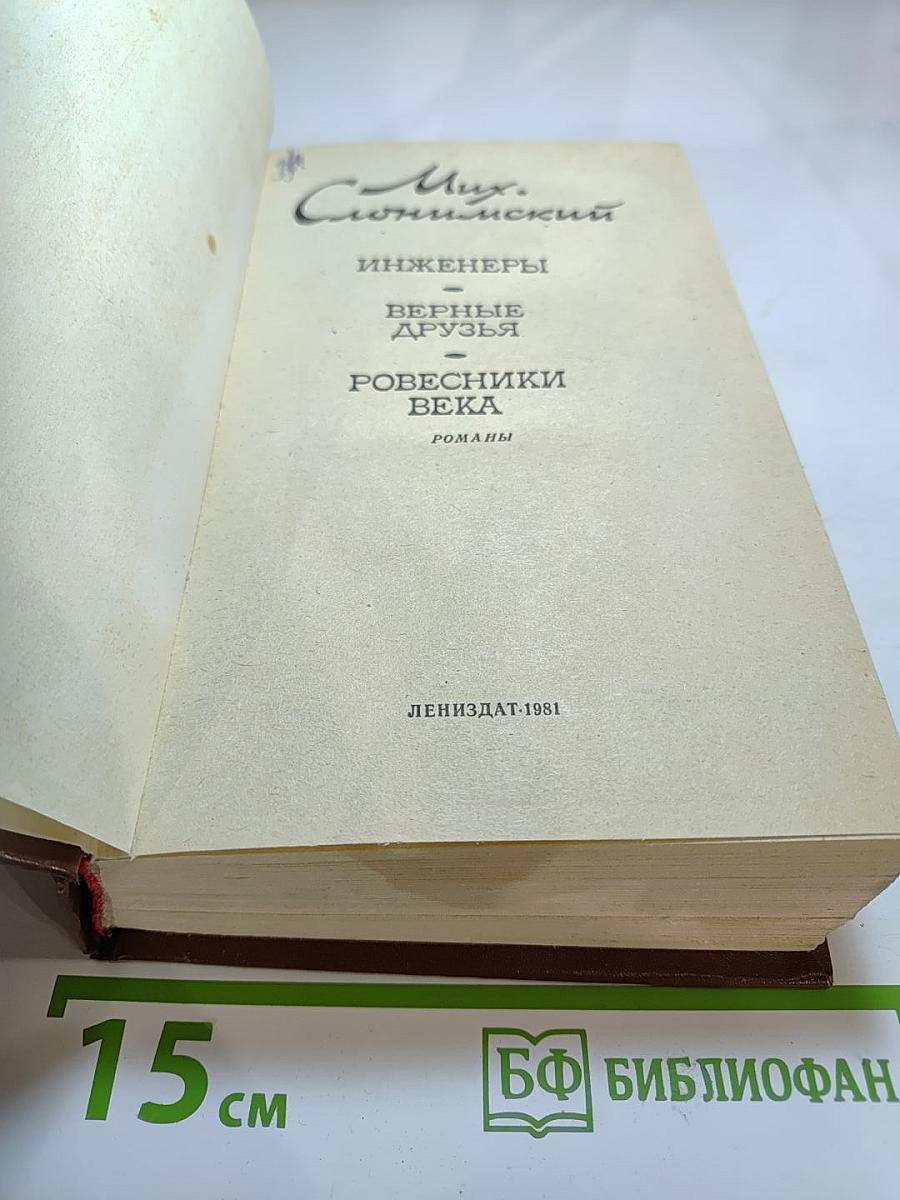 Мих.
Слонимский
ИНЖЕНЕРЫ
ВЕРНЫЕ
ДРУЗЬЯ
РОВЕСНИКИ
ВЕКА
РОМАНЫ
ЛЕНИЗДАТ·1981
15 см
БФ БИБЛИОФАН